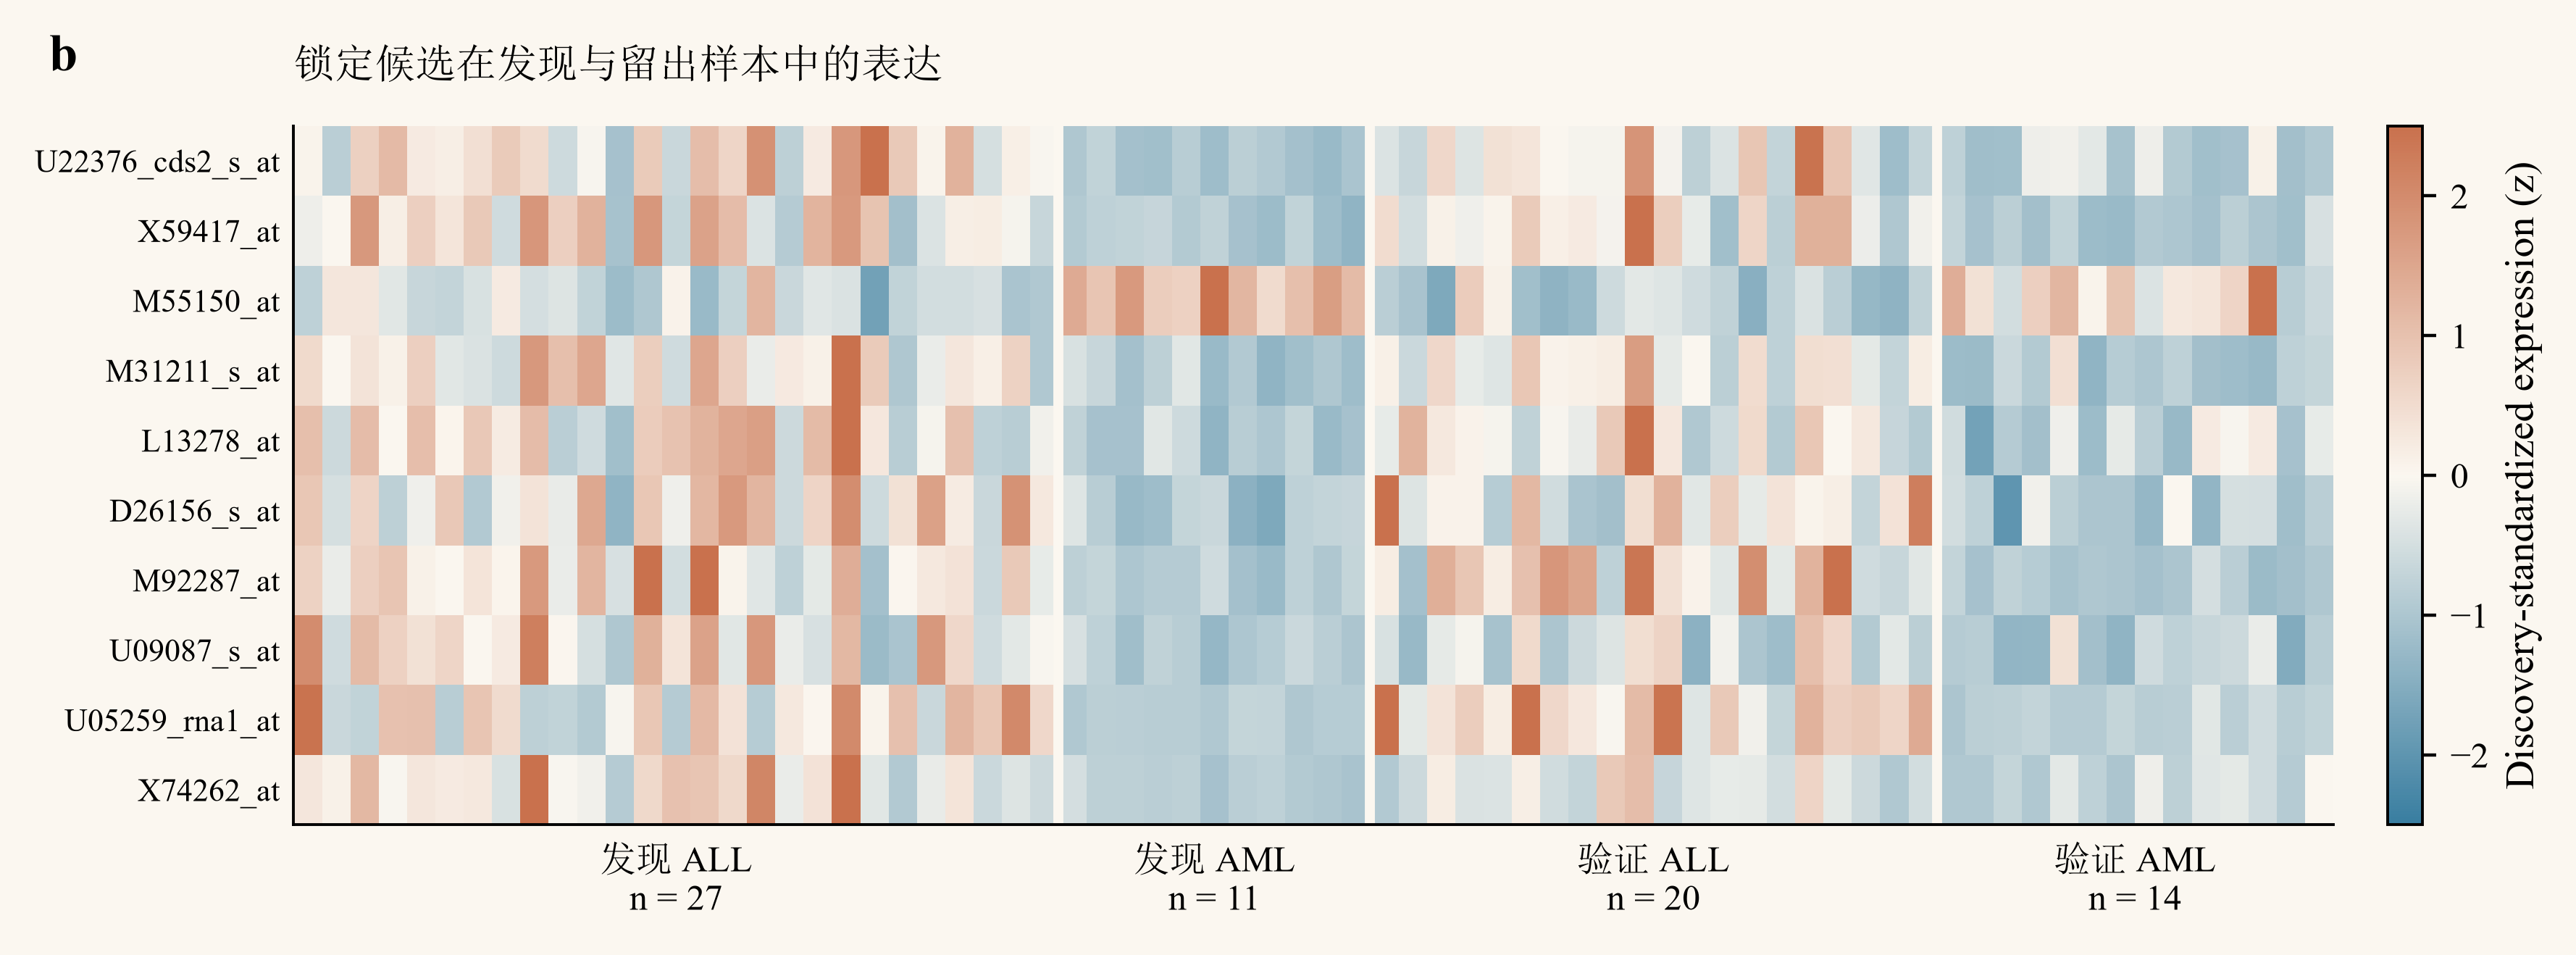 b
锁定候选在发现与留出样本中的表达
U22376_cds2_s_at
X59417_at
M55150_at
M31211_s_at
L13278_at
D26156_s_at
M92287_at
U09087_s_at
U05259_rna1_at
X74262_at
发现 ALL
n = 27
发现 AML
n = 11
验证 ALL
n = 20
验证 AML
n = 14
2
1
0
−1
−2
Discovery-standardized expression (z)